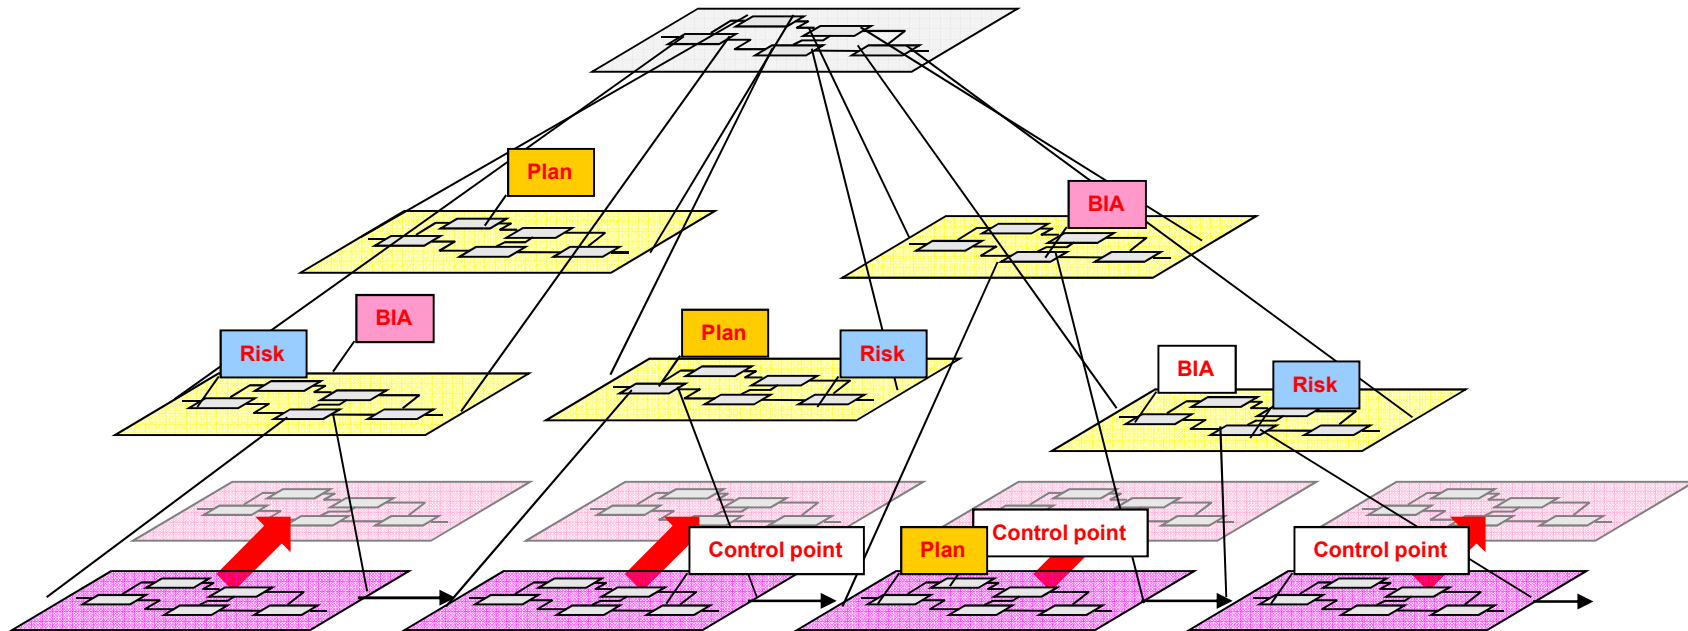 Plan
BIA
BIA
Risk
Plan
Risk
BIA
Risk
Control point
Plan
Control point
Control point